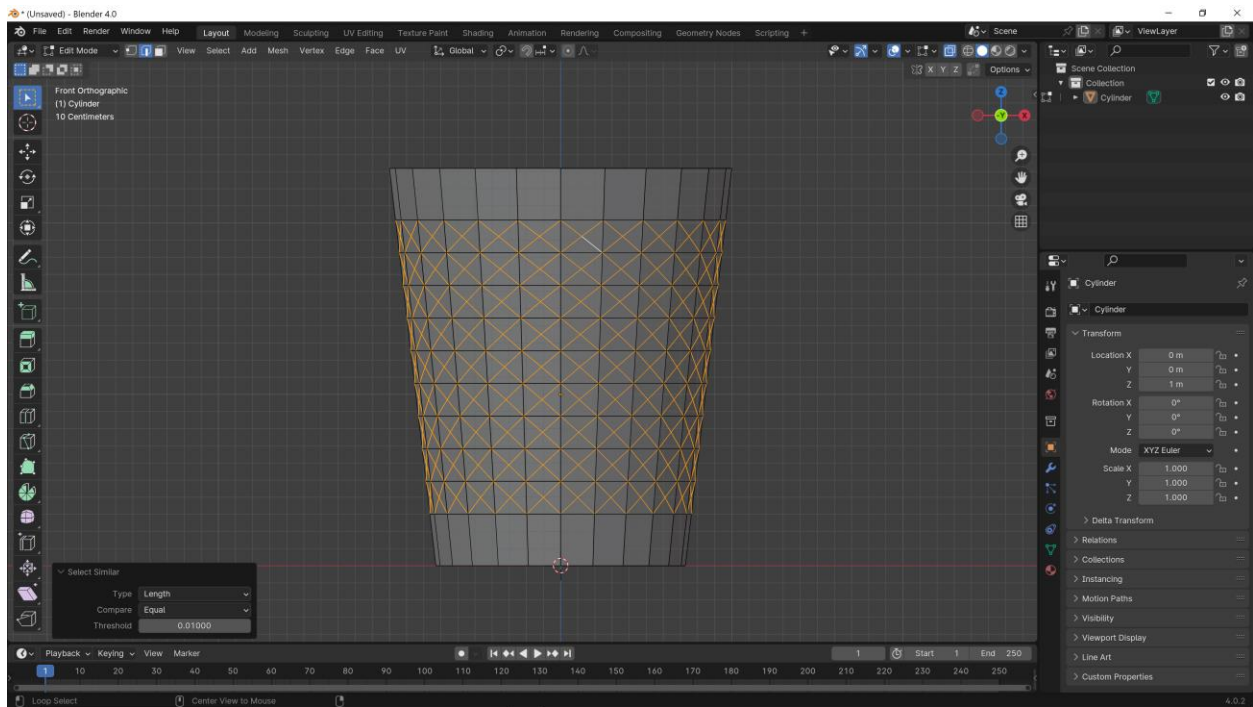 * (Unsaved) - Blender 4.0
File Edit Render Window Help Layout Modeling Sculpting UV Editing Texture Paint Shading Animation Rendering Compositing Geometry Nodes Scripting + Scene ViewLayer
Edit Mode View Select Add Mesh Vertex Edge Face UV Global
X Y Z Options
Front Orthographic
(1) Cylinder
10 Centimeters
Z
-Y
X
Select Similar
Type Length
Compare Equal
Threshold 0.01000
Scene Collection
Collection
Cylinder
Cylinder
Cylinder
Transform
Location X 0 m
Y 0 m
Z 1 m
Rotation X 0°
Y 0°
Z 0°
Mode XYZ Euler
Scale X 1.000
Y 1.000
Z 1.000
Delta Transform
Relations
Collections
Instancing
Motion Paths
Visibility
Viewport Display
Line Art
Custom Properties
Playback Keying View Marker 1 Start 1 End 250
1 10 20 30 40 50 60 70 80 90 100 110 120 130 140 150 160 170 180 190 200 210 220 230 240 250
Loop Select Center View to Mouse 4.0.2